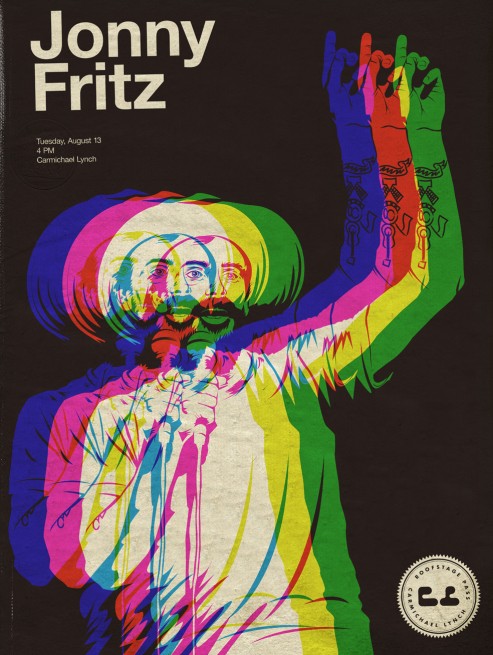 Jonny
Fritz
Tuesday, August 13
4 PM
Carmichael Lynch
ROOFSTAGE PASS
CARMICHAEL LYNCH